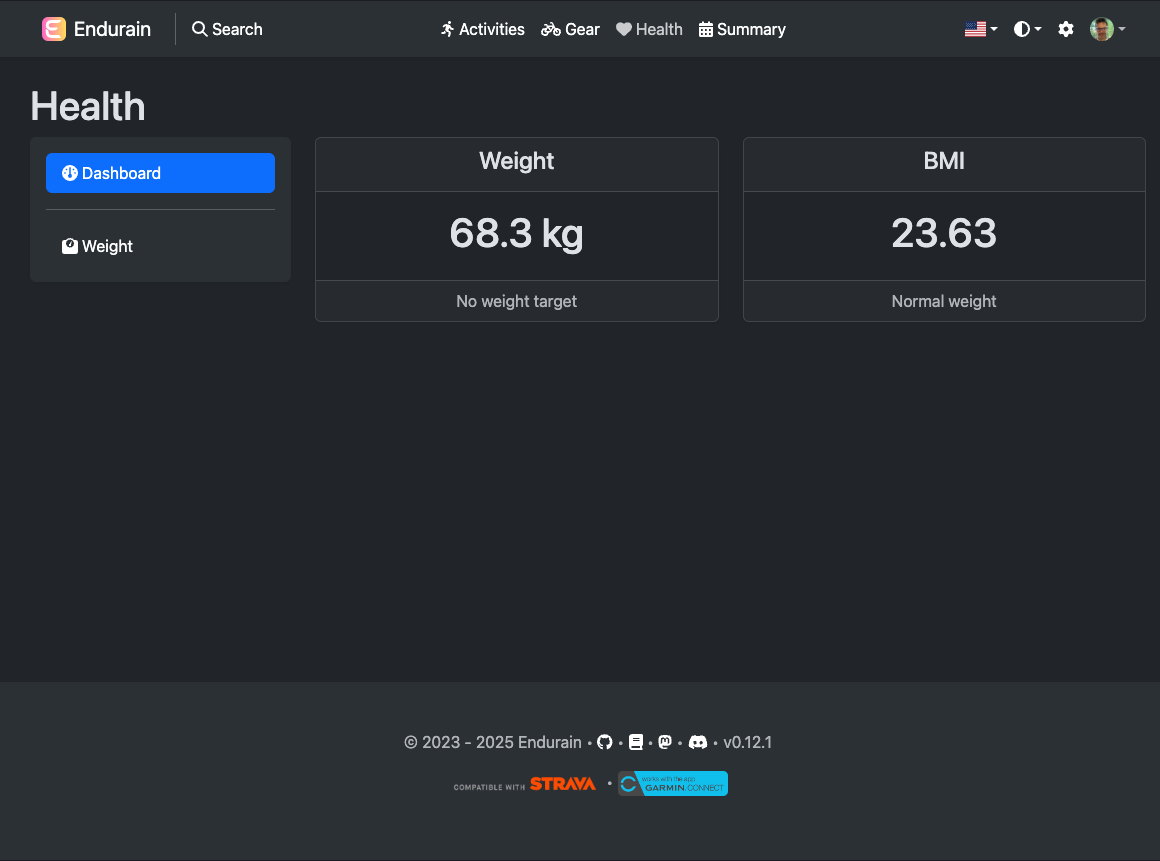 Endurain Search Activities Gear Health Summary
Health
Dashboard
Weight
Weight
68.3 kg
No weight target
BMI
23.63
Normal weight
© 2023 - 2025 Endurain • • • • • v0.12.1
COMPATIBLE WITH STRAVA • works with the app GARMIN. CONNECT